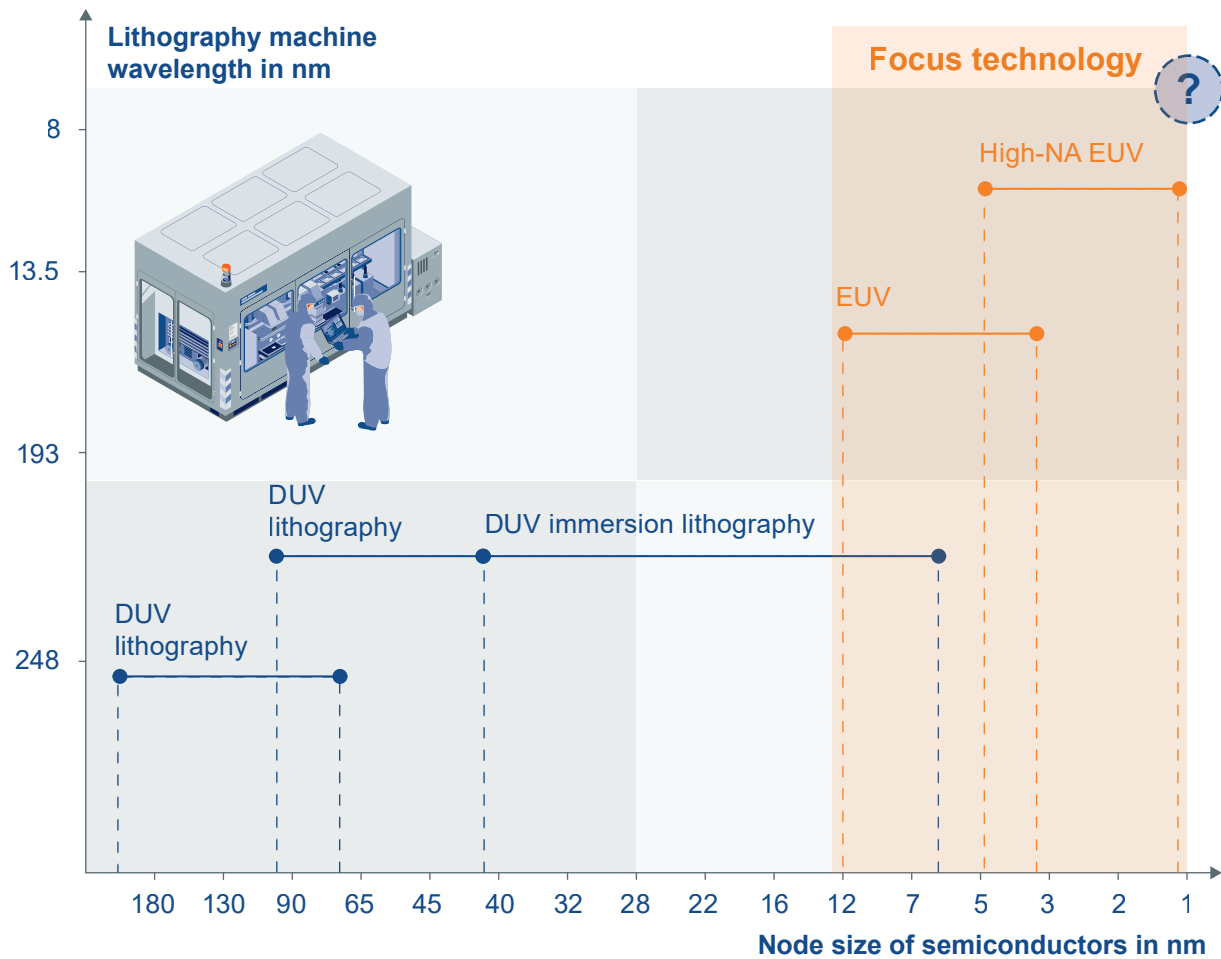 Lithography machine
wavelength in nm
Focus technology
?
8
High-NA EUV
13.5
EUV
193
DUV
lithography
DUV immersion lithography
DUV
lithography
248
180 130 90 65 45 40 32 28 22 16 12 7 5 3 2 1
Node size of semiconductors in nm